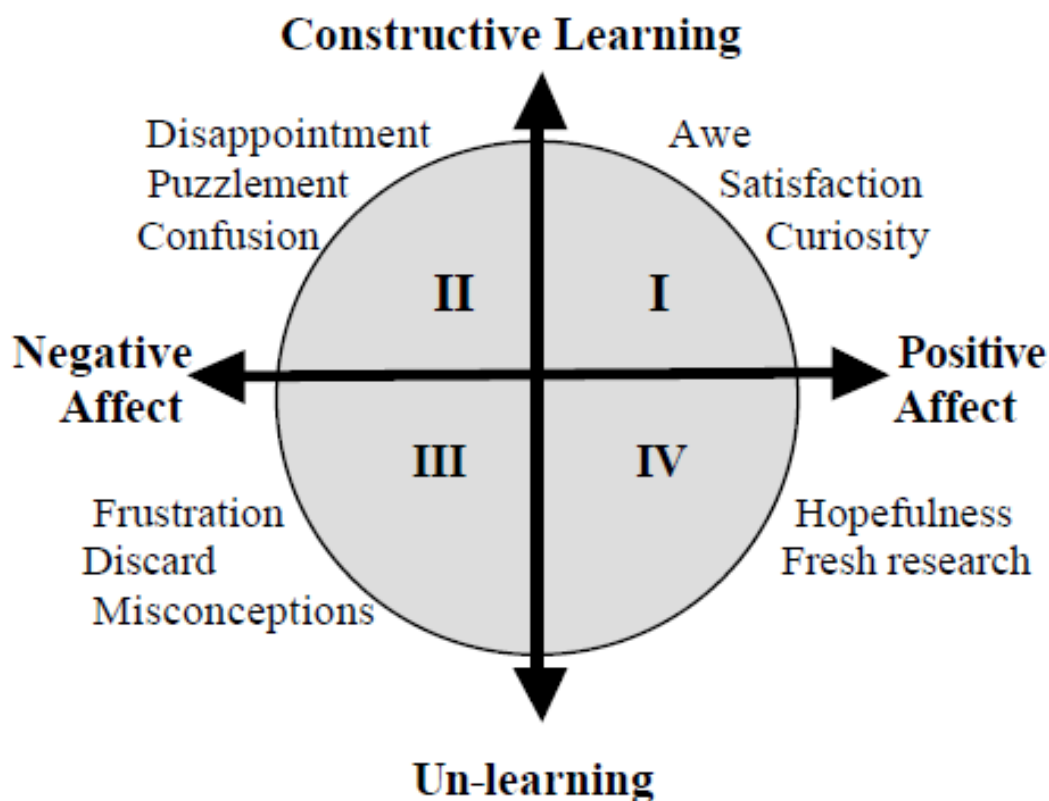 Constructive Learning
Disappointment
Puzzlement
Confusion
Awe
Satisfaction
Curiosity
II
I
Negative
Affect
Positive
Affect
III
IV
Frustration
Discard
Misconceptions
Hopefulness
Fresh research
Un-learning